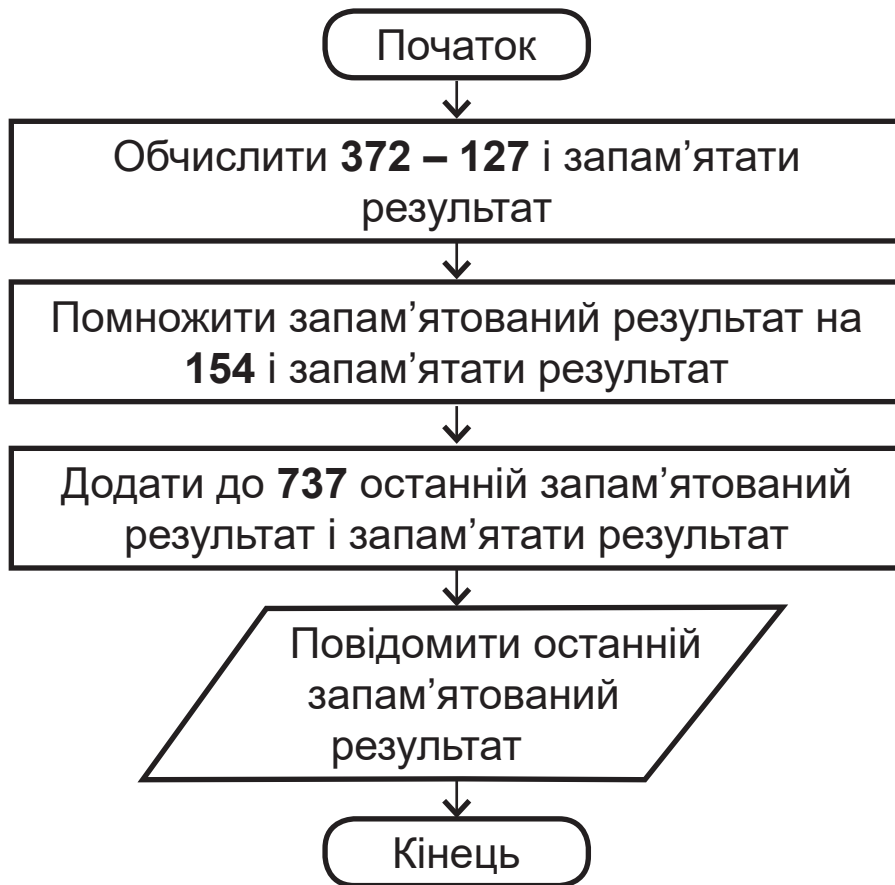 Початок
Обчислити 372 – 127 і запам’ятати
результат
Помножити запам’ятований результат на
154 і запам’ятати результат
Додати до 737 останній запам’ятований
результат і запам’ятати результат
Повідомити останній
запам’ятований
результат
Кінець